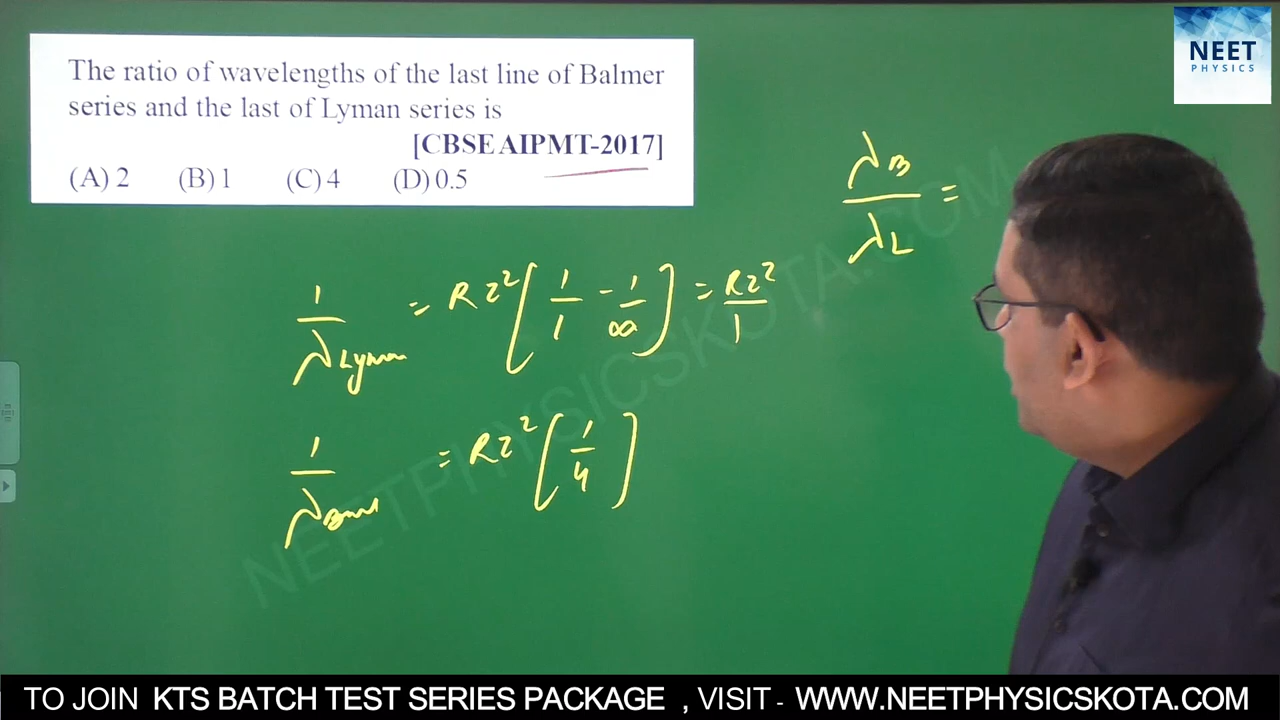 The ratio of wavelengths of the last line of Balmer
series and the last of Lyman series is
[CBSE AIPMT-2017]
(A) 2 (B) 1 (C) 4 (D) 0.5
NEET
PHYSICS
λB/λL =
1/λLyman = RZ²[1/1 - 1/∞] = RZ²/1
1/λ = RZ²[1/4]
NEETPHYSICSKOTA.COM
TO JOIN KTS BATCH TEST SERIES PACKAGE , VISIT - WWW.NEETPHYSICSKOTA.COM